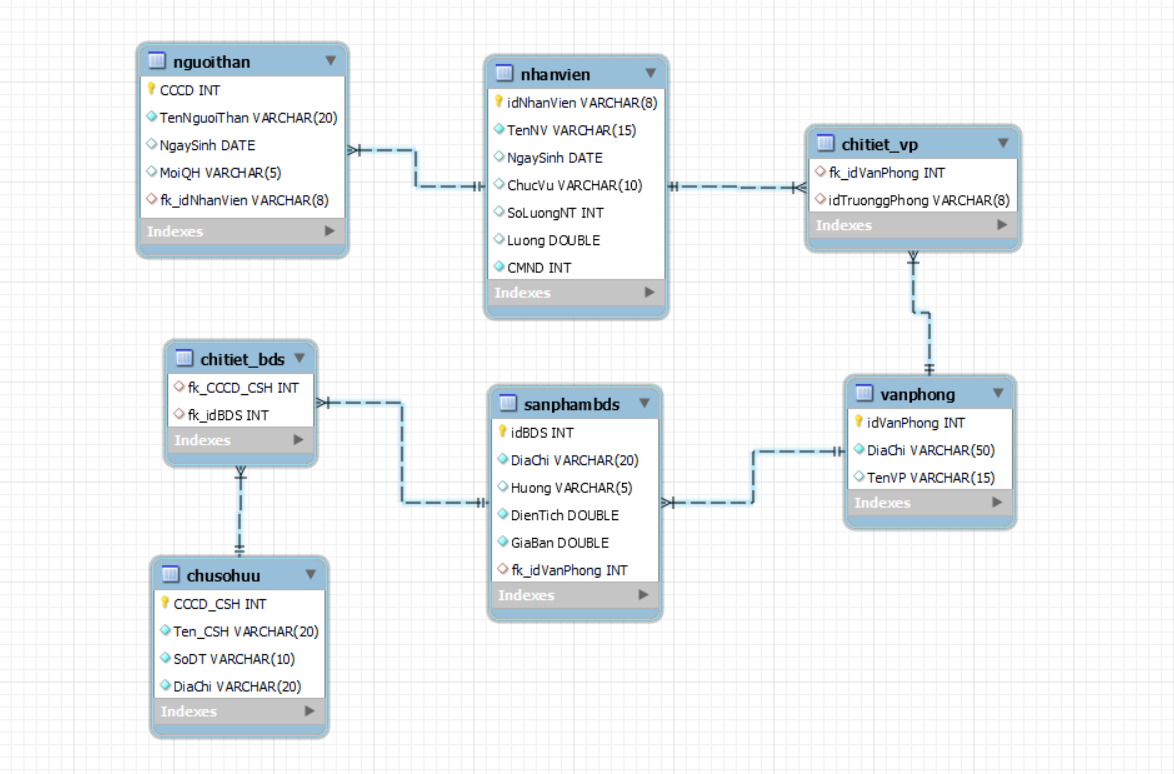 nguoithan
CCCD INT
TenNguoiThan VARCHAR(20)
NgaySinh DATE
MoiQH VARCHAR(5)
fk_idNhanVien VARCHAR(8)
Indexes
nhanvien
idNhanVien VARCHAR(8)
TenNV VARCHAR(15)
NgaySinh DATE
ChucVu VARCHAR(10)
SoLuongNT INT
Luong DOUBLE
CMND INT
Indexes
chitiet_vp
fk_idVanPhong INT
idTruonggPhong VARCHAR(8)
Indexes
chitiet_bds
fk_CCCD_CSH INT
fk_idBDS INT
Indexes
sanphambds
idBDS INT
DiaChi VARCHAR(20)
Huong VARCHAR(5)
DienTich DOUBLE
GiaBan DOUBLE
fk_idVanPhong INT
Indexes
vanphong
idVanPhong INT
DiaChi VARCHAR(50)
TenVP VARCHAR(15)
Indexes
chusohuu
CCCD_CSH INT
Ten_CSH VARCHAR(20)
SoDT VARCHAR(10)
DiaChi VARCHAR(20)
Indexes